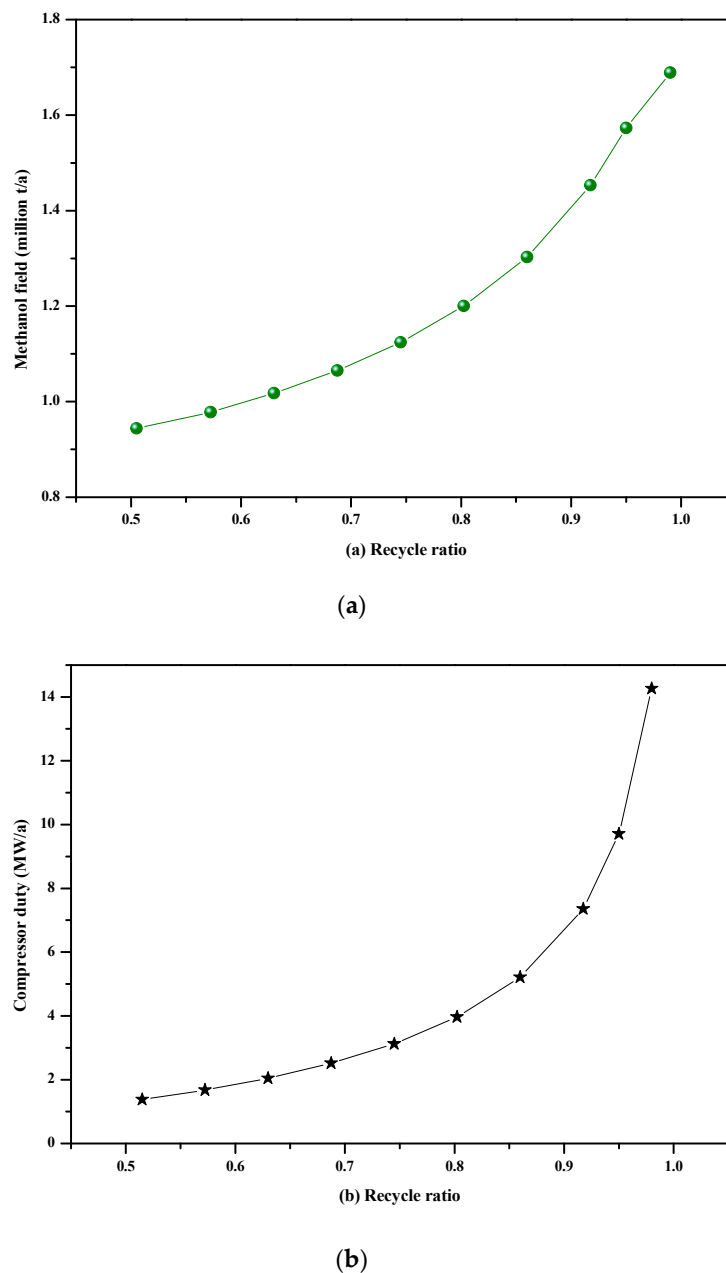 1.8
1.6
1.4
1.2
1.0
0.8
Methanol field (million t/a)
0.5 0.6 0.7 0.8 0.9 1.0
(a) Recycle ratio
(a)
14
12
10
8
6
4
2
0
Compressor duty (MW/a)
0.5 0.6 0.7 0.8 0.9 1.0
(b) Recycle ratio
(b)